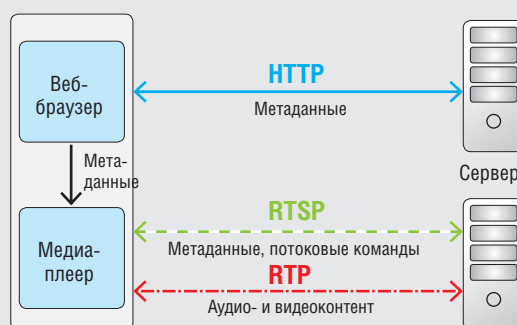 Веб-
браузер
HTTP
Метаданные
Сервер
Мета-
данные
RTSP
Метаданные, потоковые команды
Медиа-
плеер
RTP
Аудио- и видеоконтент